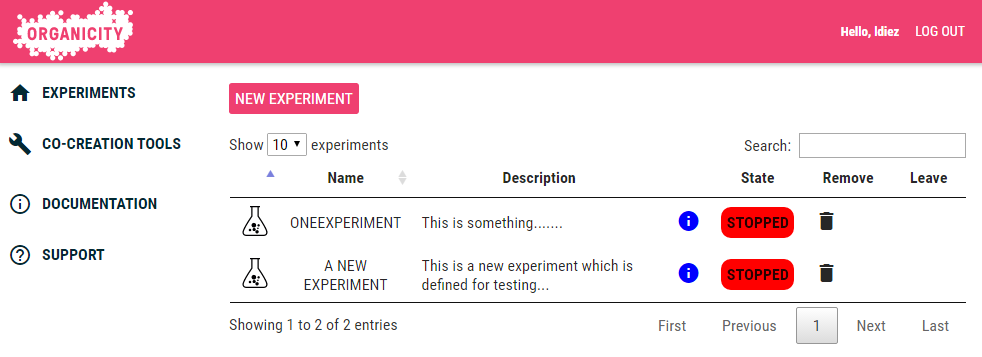 ORGANICITY
Hello, ldiez LOG OUT
EXPERIMENTS
CO-CREATION TOOLS
DOCUMENTATION
SUPPORT
NEW EXPERIMENT
Show 10 experiments Search:
Name Description State Remove Leave
ONEEXPERIMENT This is something....... STOPPED
A NEW EXPERIMENT This is a new experiment which is
defined for testing... STOPPED
Showing 1 to 2 of 2 entries First Previous 1 Next Last